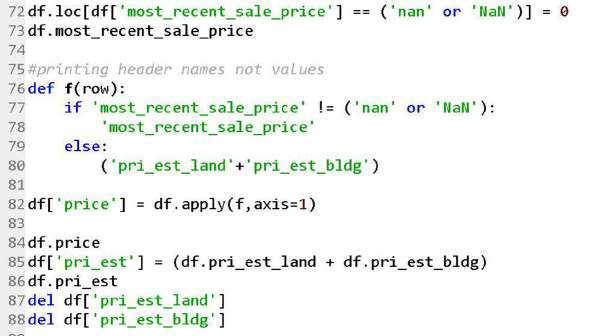 72 df.loc[df['most_recent_sale_price'] == ('nan' or 'NaN')] = 0
73 df.most_recent_sale_price
74
75 #printing header names not values
76 def f(row):
77     if 'most_recent_sale_price' != ('nan' or 'NaN'):
78         'most_recent_sale_price'
79     else:
80         ('pri_est_land'+'pri_est_bldg')
81
82 df['price'] = df.apply(f,axis=1)
83
84 df.price
85 df['pri_est'] = (df.pri_est_land + df.pri_est_bldg)
86 df.pri_est
87 del df['pri_est_land']
88 del df['pri_est_bldg']